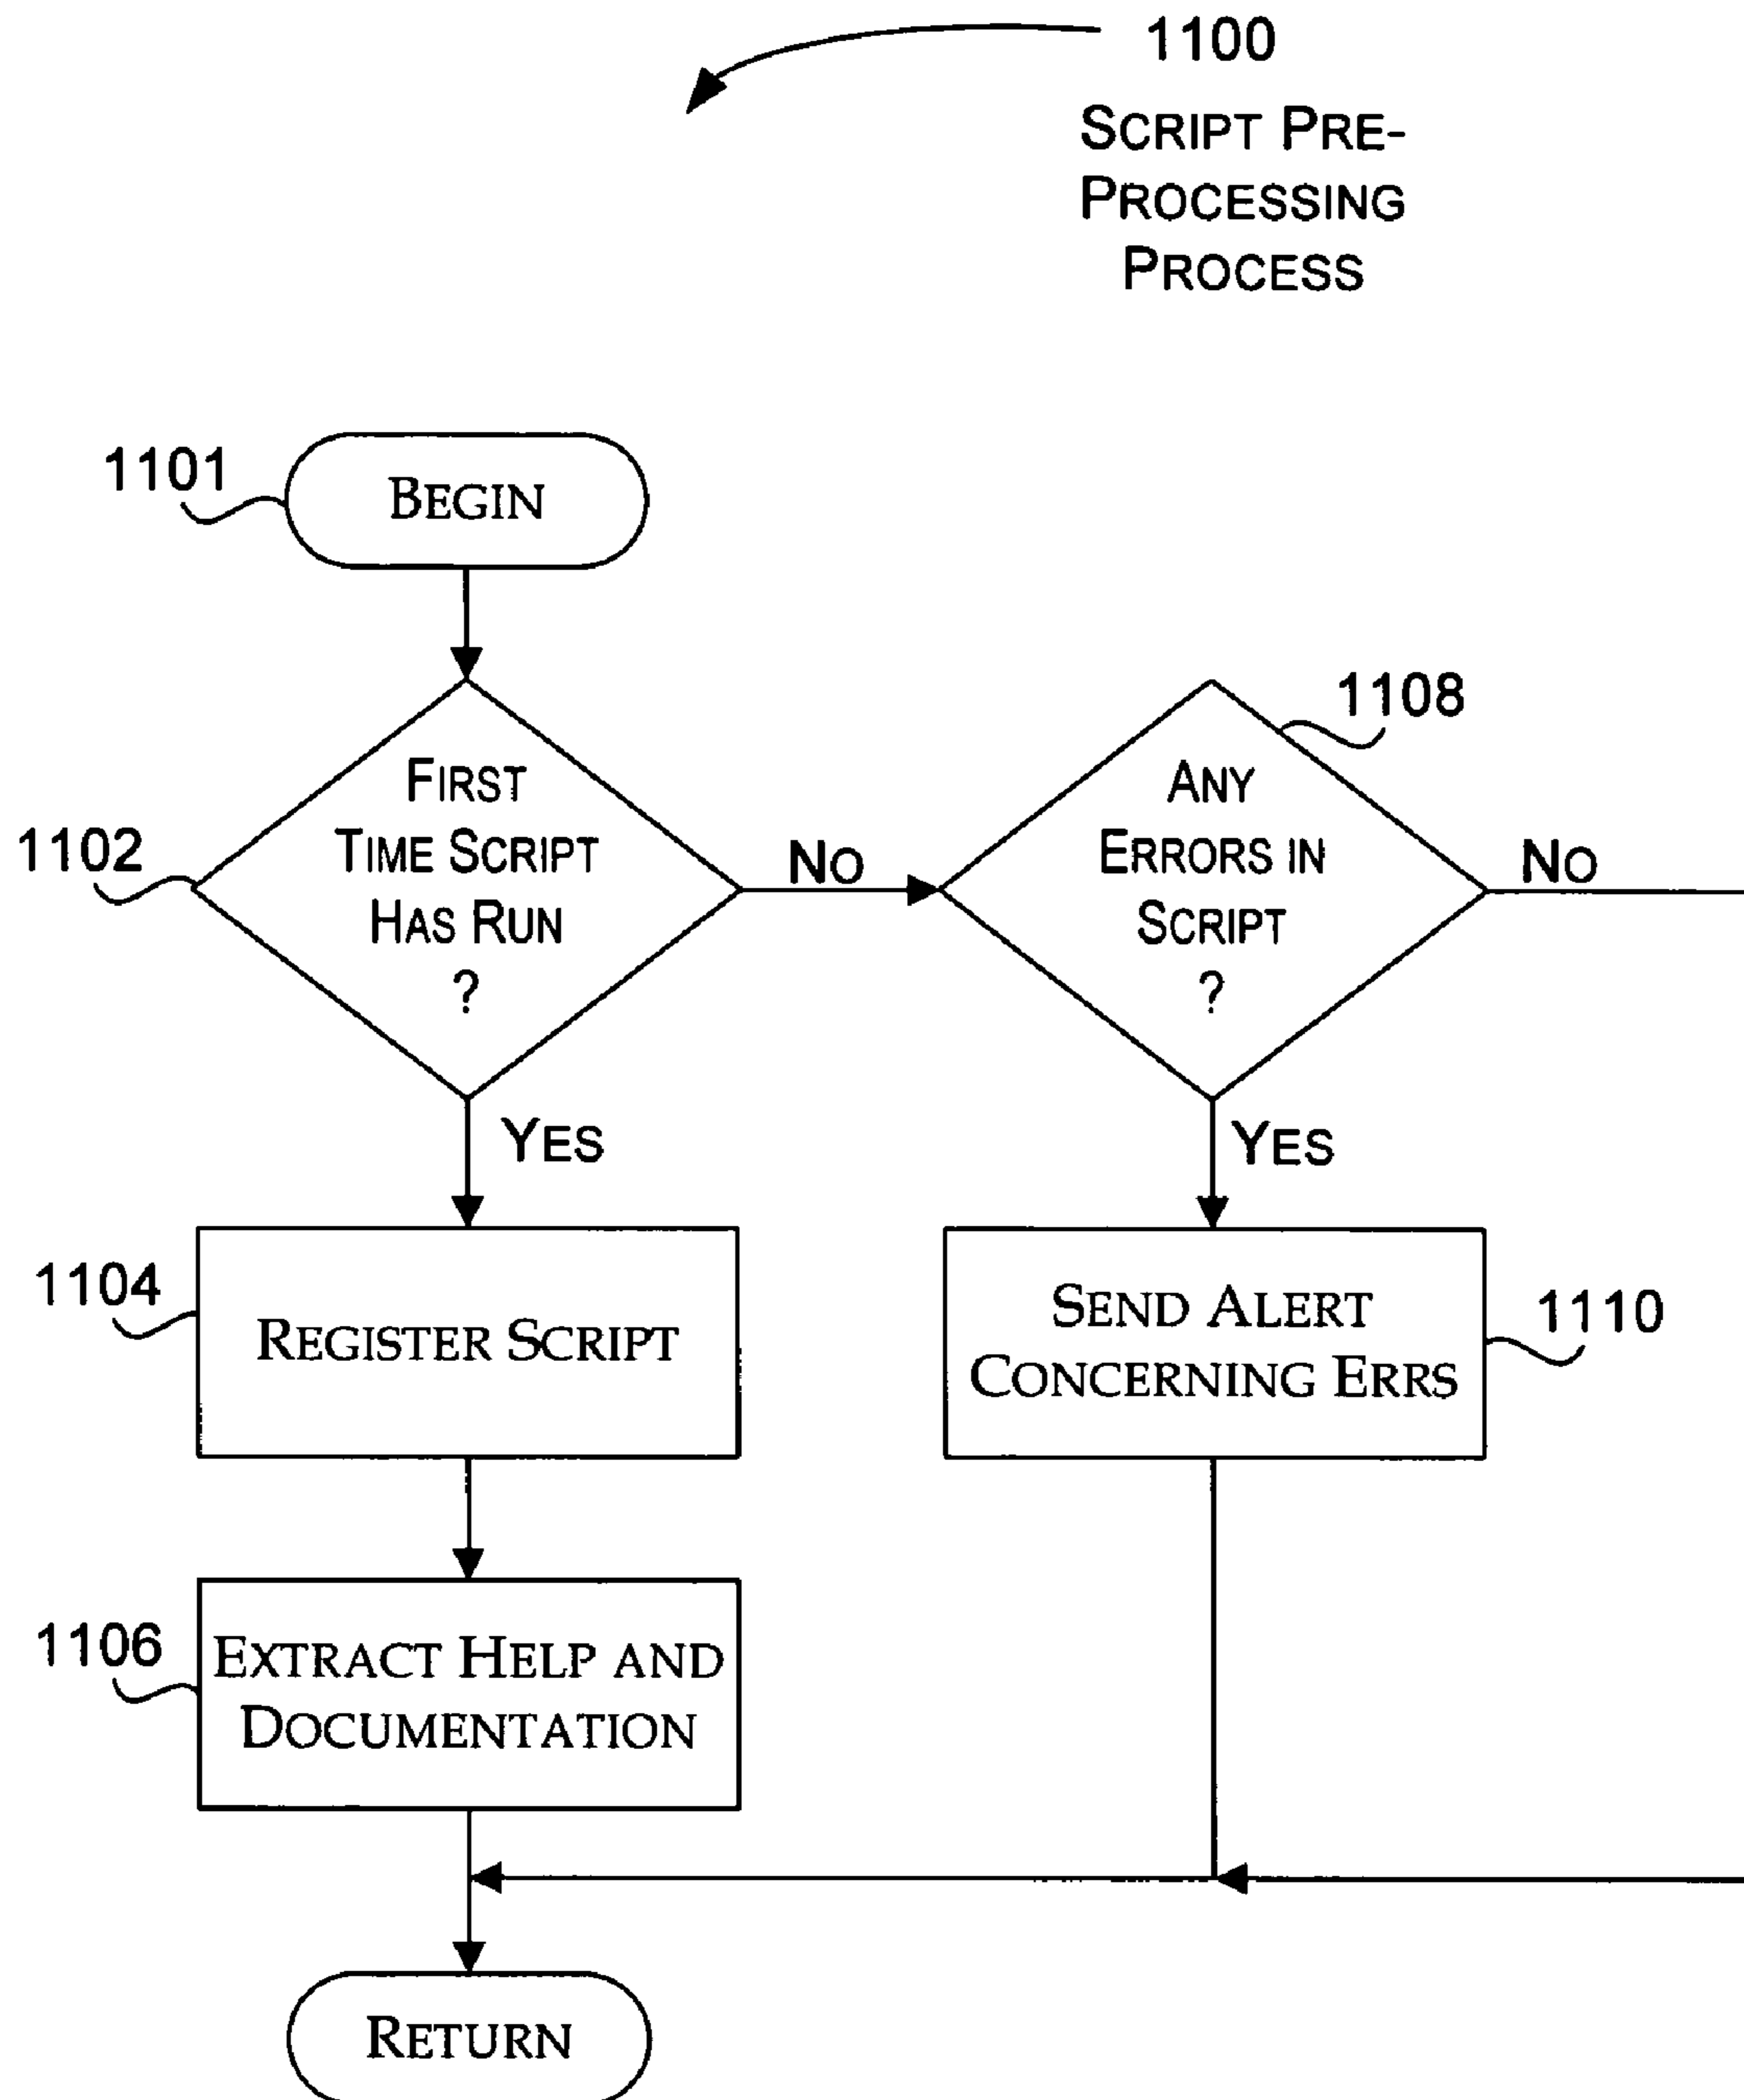 1100
SCRIPT PRE-
PROCESSING
PROCESS
1101
BEGIN
1102
FIRST
TIME SCRIPT
HAS RUN
?
NO
1108
ANY
ERRORS IN
SCRIPT
?
NO
YES
YES
1104
REGISTER SCRIPT
SEND ALERT
CONCERNING ERRS
1110
1106
EXTRACT HELP AND
DOCUMENTATION
RETURN